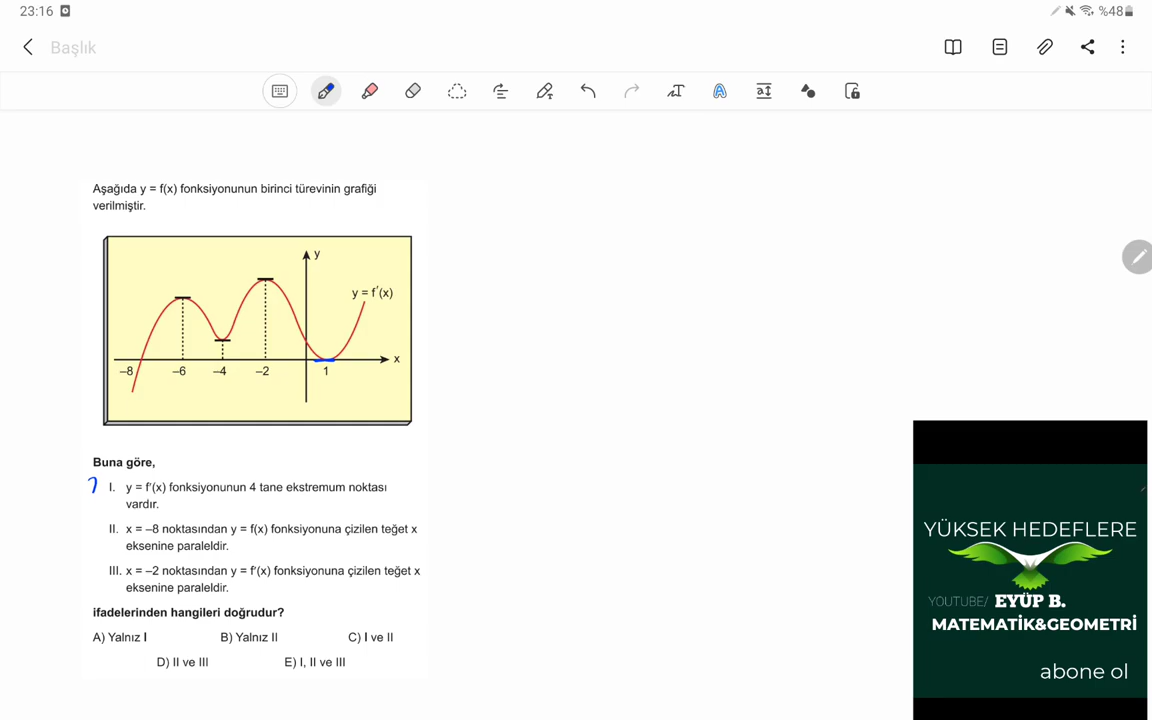 23:16
%48
Başlık
Aşağıda y = f(x) fonksiyonunun birinci türevinin grafiği
verilmiştir.
y
y = f'(x)
x
–8 –6 –4 –2 1
Buna göre,
I. y = f'(x) fonksiyonunun 4 tane ekstremum noktası
vardır.
II. x = –8 noktasından y = f(x) fonksiyonuna çizilen teğet x
eksenine paraleldir.
III. x = –2 noktasından y = f'(x) fonksiyonuna çizilen teğet x
eksenine paraleldir.
ifadelerinden hangileri doğrudur?
A) Yalnız I B) Yalnız II C) I ve II
D) II ve III E) I, II ve III
YÜKSEK HEDEFLERE
YOUTUBE/ EYÜP B.
MATEMATİK&GEOMETRİ
abone ol